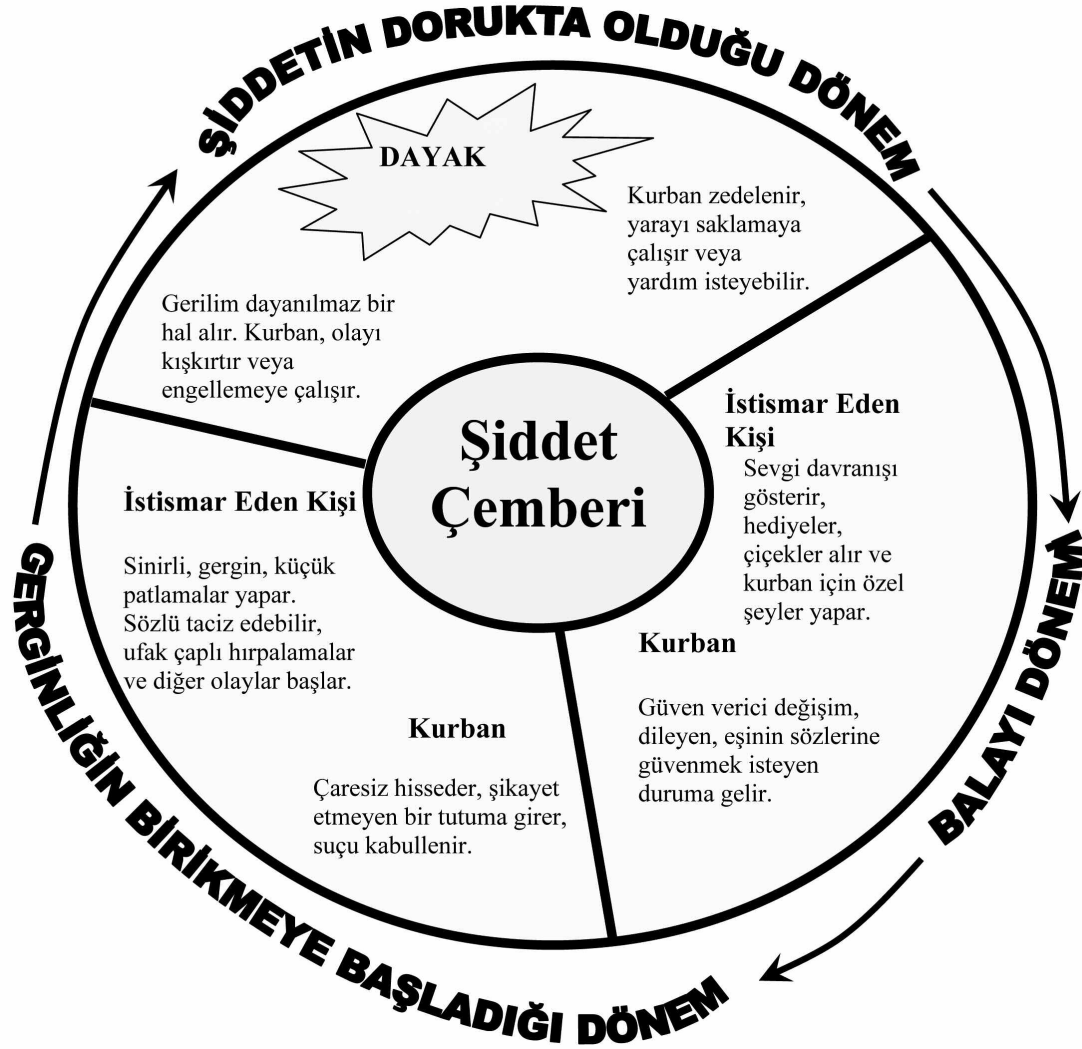 ŞİDDETİN DORUKTA OLDUĞU DÖNEM
DAYAK
Kurban zedelenir,
yarayı saklamaya
çalışır veya
yardım isteyebilir.
Gerilim dayanılmaz bir
hal alır. Kurban, olayı
kışkırtır veya
engellemeye çalışır.
Şiddet
Çemberi
İstismar Eden
Kişi
Sevgi davranışı
gösterir,
hediyeler,
çiçekler alır ve
kurban için özel
şeyler yapar.
Kurban
Güven verici değişim,
dileyen, eşinin sözlerine
güvenmek isteyen
duruma gelir.
BALAYI DÖNEMİ
İstismar Eden Kişi
Sinirli, gergin, küçük
patlamalar yapar.
Sözlü taciz edebilir,
ufak çaplı hırpalamalar
ve diğer olaylar başlar.
Kurban
Çaresiz hisseder, şikayet
etmeyen bir tutuma girer,
suçu kabullenir.
GERGİNLİĞİN BİRİKMEYE BAŞLADIĞI DÖNEM